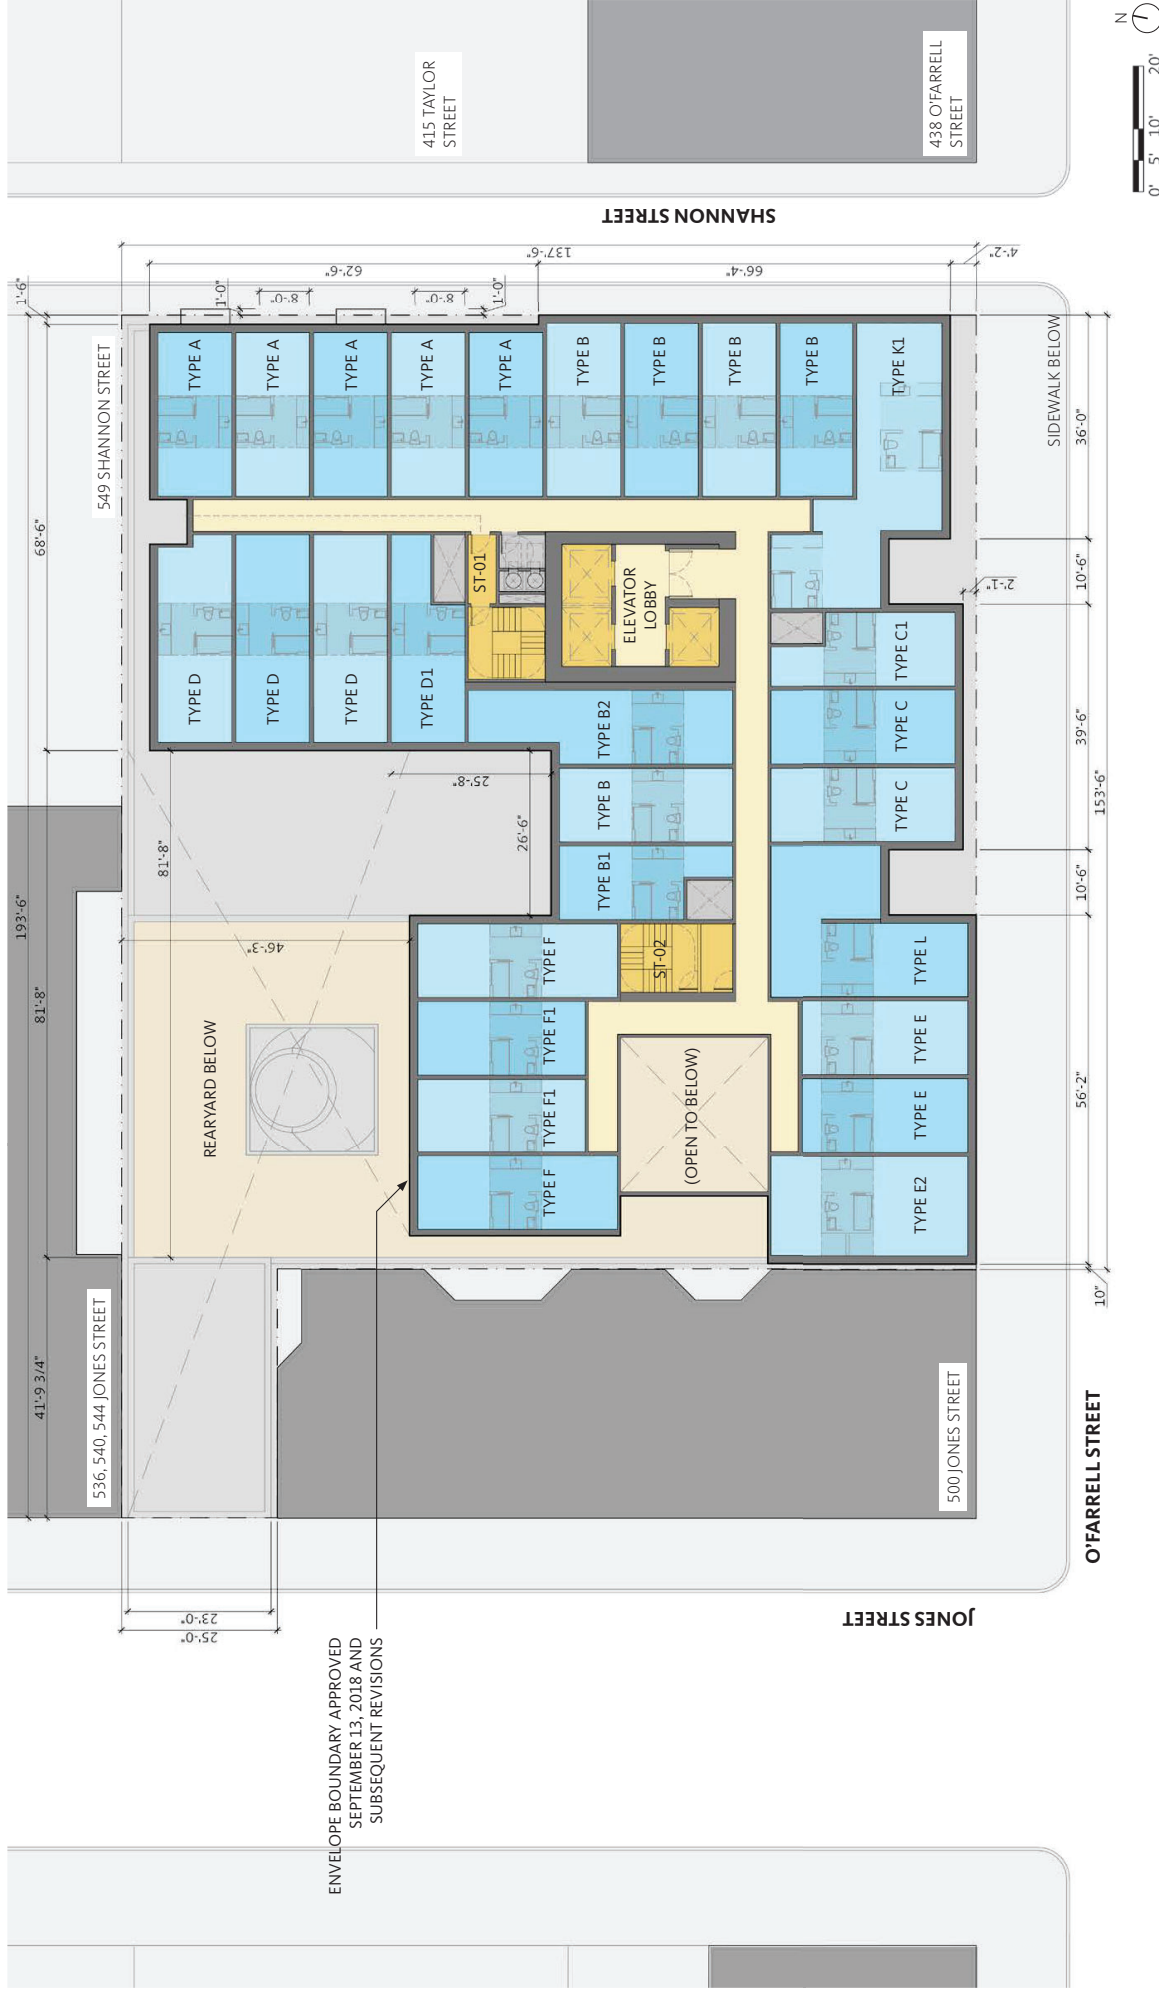 ENVELOPE BOUNDARY APPROVED
SEPTEMBER 13, 2018 AND
SUBSEQUENT REVISIONS
193'-6"
41'-9 3/4"
81'-8"
68'-6"
1'-6"
536, 540, 544 JONES STREET
549 SHANNON STREET
415 TAYLOR
STREET
438 O'FARRELL
STREET
500 JONES STREET
JONES STREET
SHANNON STREET
O'FARRELL STREET
25'-0"
23'-0"
81'-8"
46'-3"
26'-6"
25'-8"
REARYARD BELOW
TYPE D
TYPE D
TYPE D
TYPE D1
TYPE A
TYPE A
TYPE A
TYPE A
TYPE A
TYPE B
TYPE B
TYPE B
TYPE B
TYPE K1
ST-01
ELEVATOR
LOBBY
TYPE B2
TYPE B
TYPE B1
TYPE F
TYPE F1
TYPE F1
TYPE F
ST-02
(OPEN TO BELOW)
TYPE E2
TYPE E
TYPE E
TYPE L
TYPE C
TYPE C
TYPE C1
1'-0"
8'-0"
8'-0"
1'-0"
62'-6"
137'-6"
66'-4"
4'-2"
2'-1"
SIDEWALK BELOW
10"
56'-2"
10'-6"
39'-6"
10'-6"
36'-0"
153'-6"
N
0' 5' 10' 20'